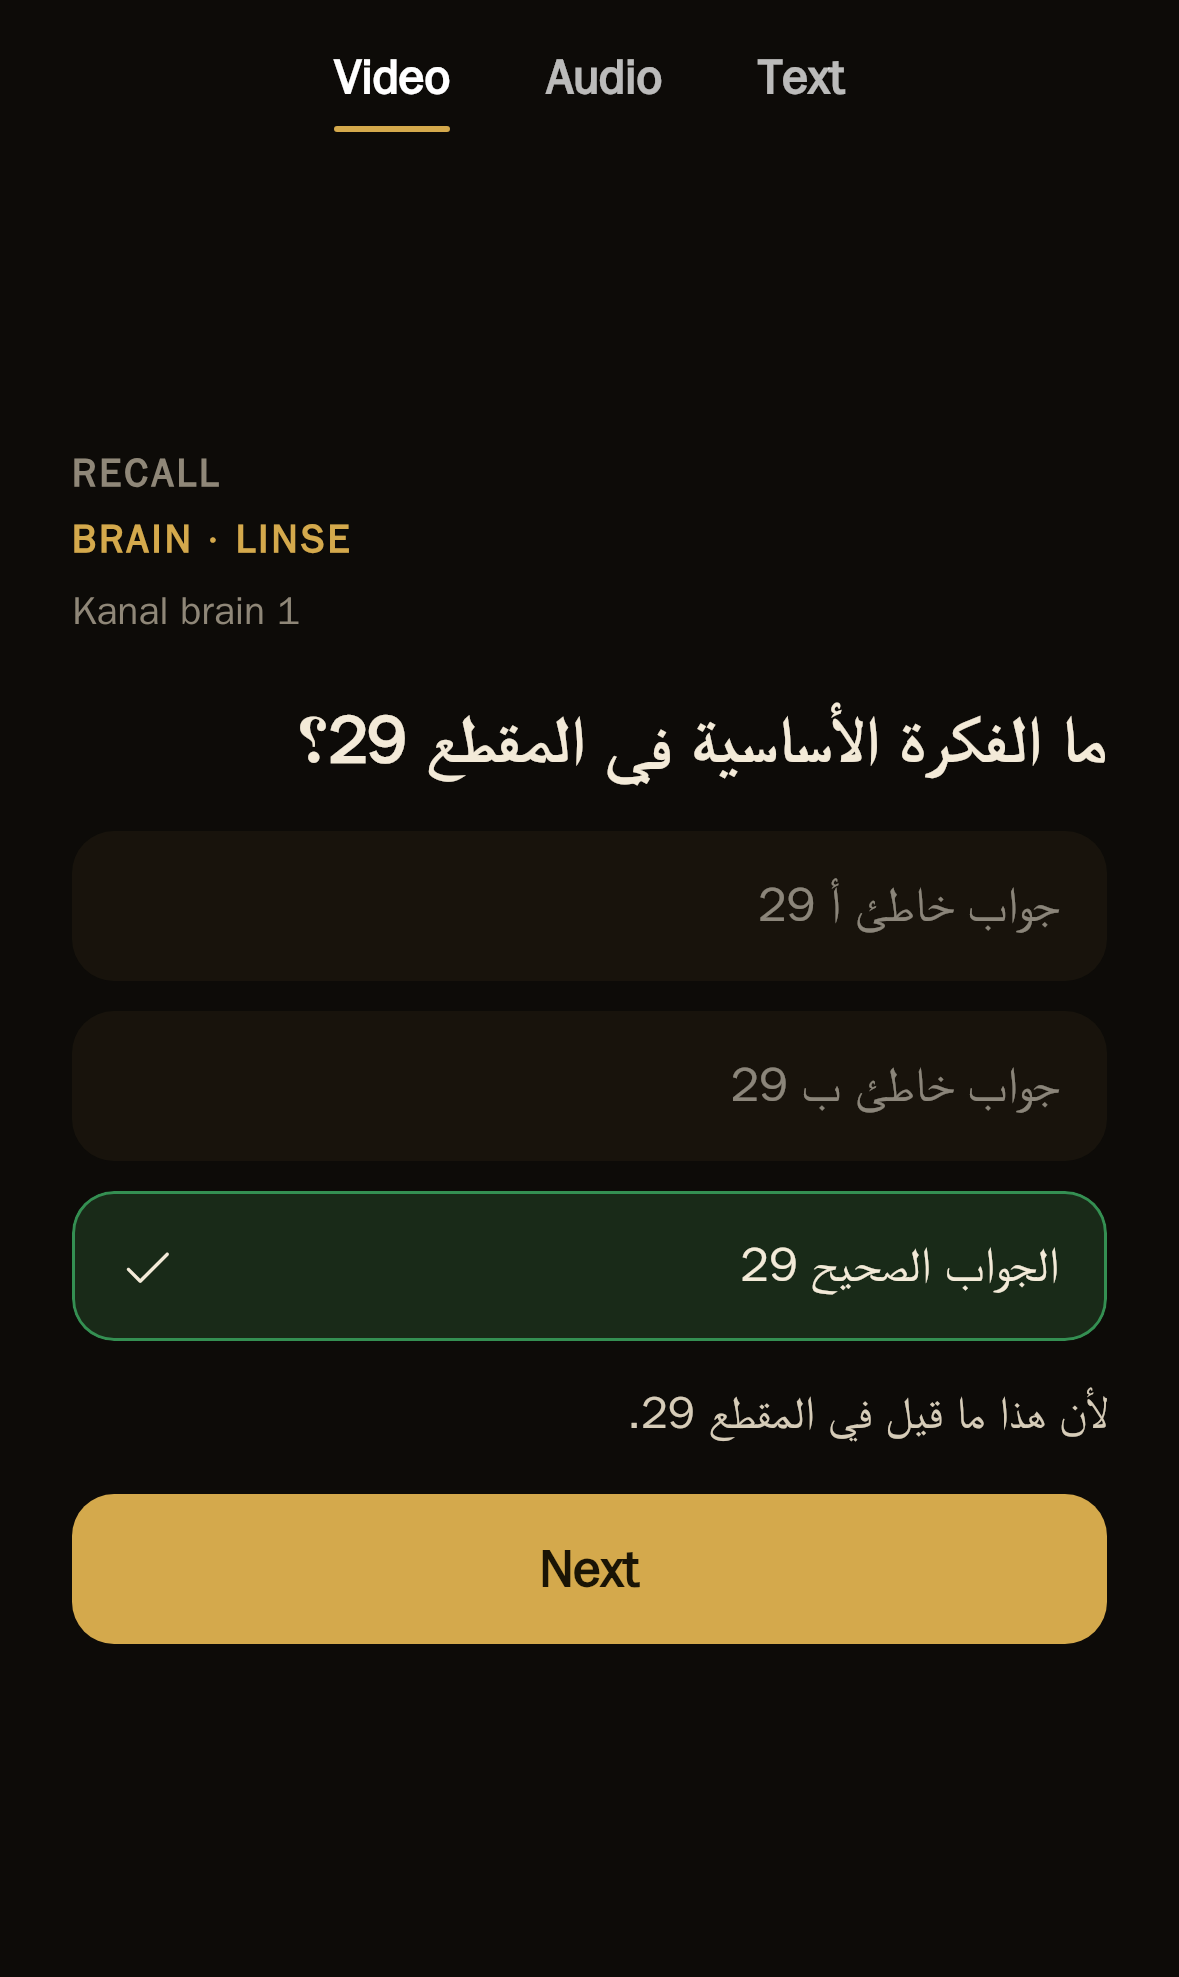 Video Audio Text
RECALL
BRAIN · LINSE
Kanal brain 1
ما الفكرة الأساسية في المقطع 29؟
جواب خاطئ أ 29
جواب خاطئ ب 29
الجواب الصحيح 29
لأن هذا ما قيل في المقطع 29.
Next